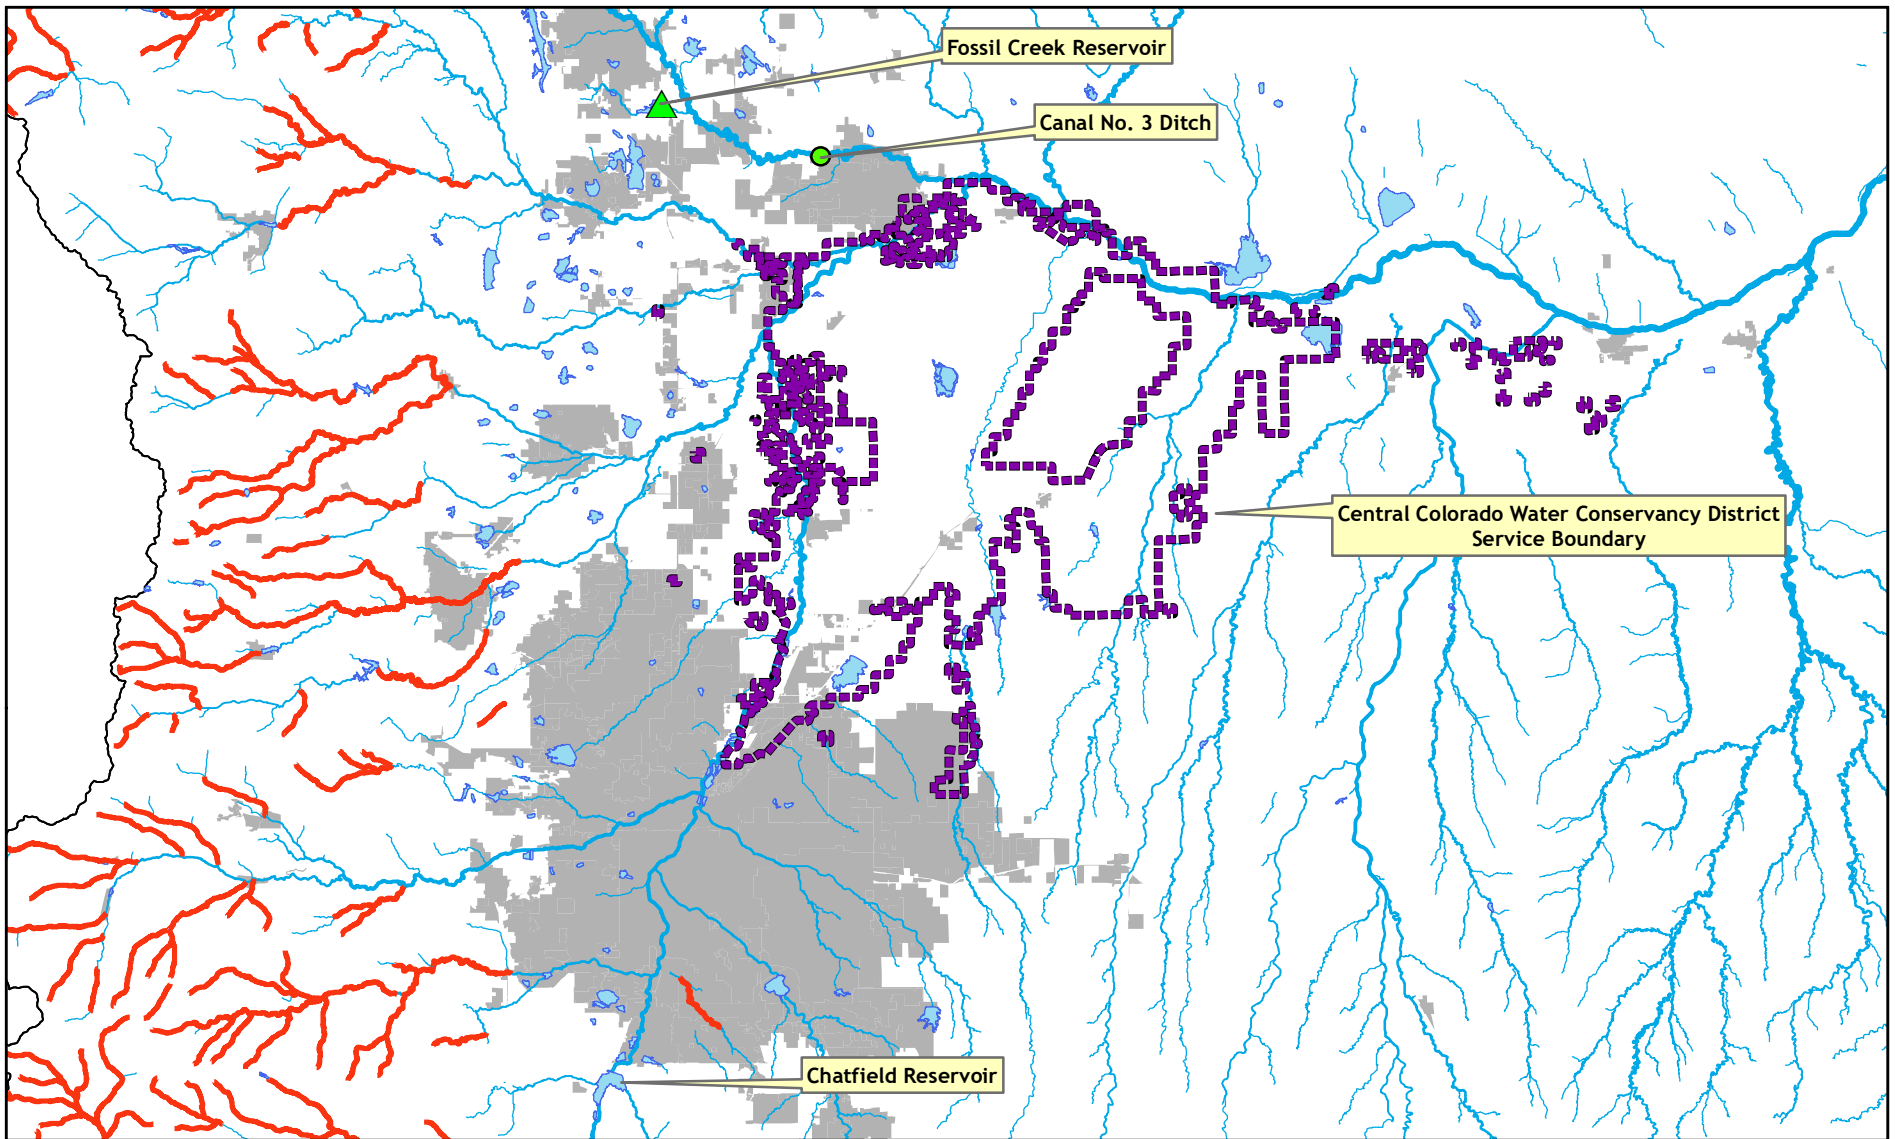 Fossil Creek Reservoir
Canal No. 3 Ditch
Central Colorado Water Conservancy District
Service Boundary
Chatfield Reservoir